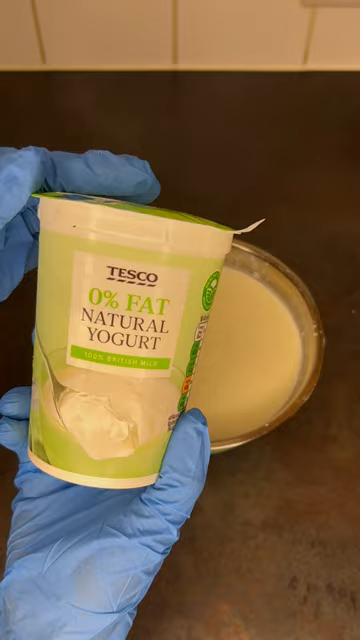 TESCO
0% FAT
NATURAL
YOGURT
100% BRITISH MILK